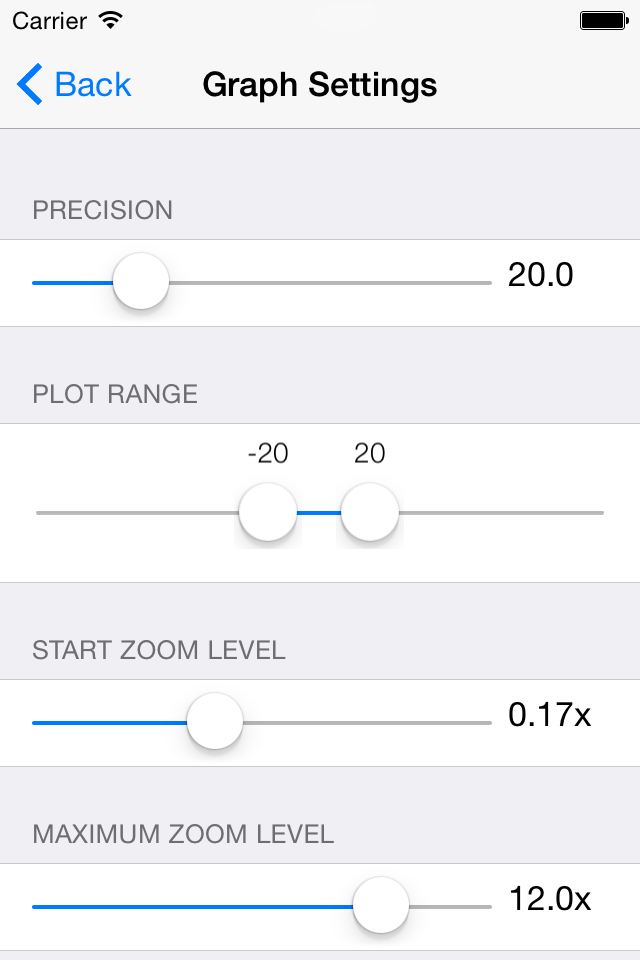 Carrier
Back Graph Settings
PRECISION
20.0
PLOT RANGE
-20 20
START ZOOM LEVEL
0.17x
MAXIMUM ZOOM LEVEL
12.0x